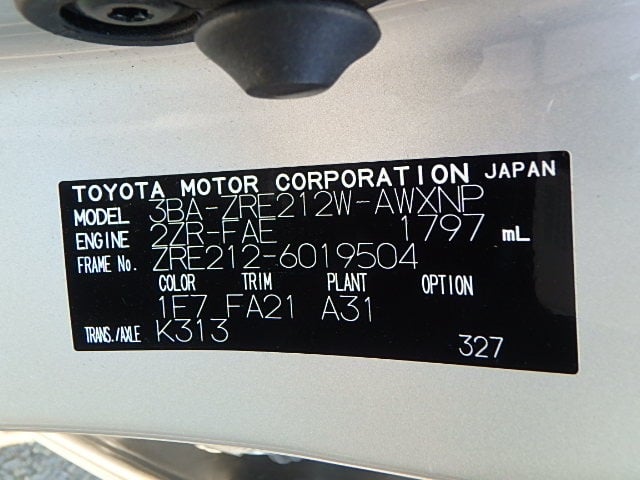 TOYOTA MOTOR CORPORATION JAPAN
MODEL 3BA-ZRE212W-AWXNP
ENGINE 2ZR-FAE 1797 mL
FRAME No. ZRE212-6019504
COLOR TRIM PLANT OPTION
1F7 FA21 A31
TRANS./AXLE K313
327